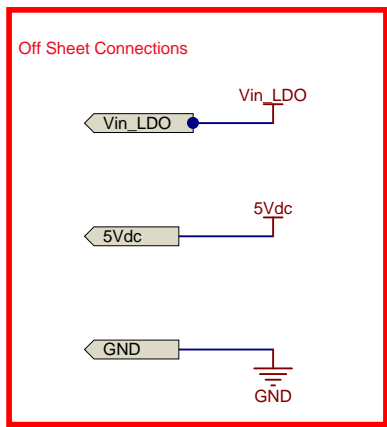 Off Sheet Connections
Vin_LDO
Vin_LDO
5Vdc
5Vdc
GND
GND